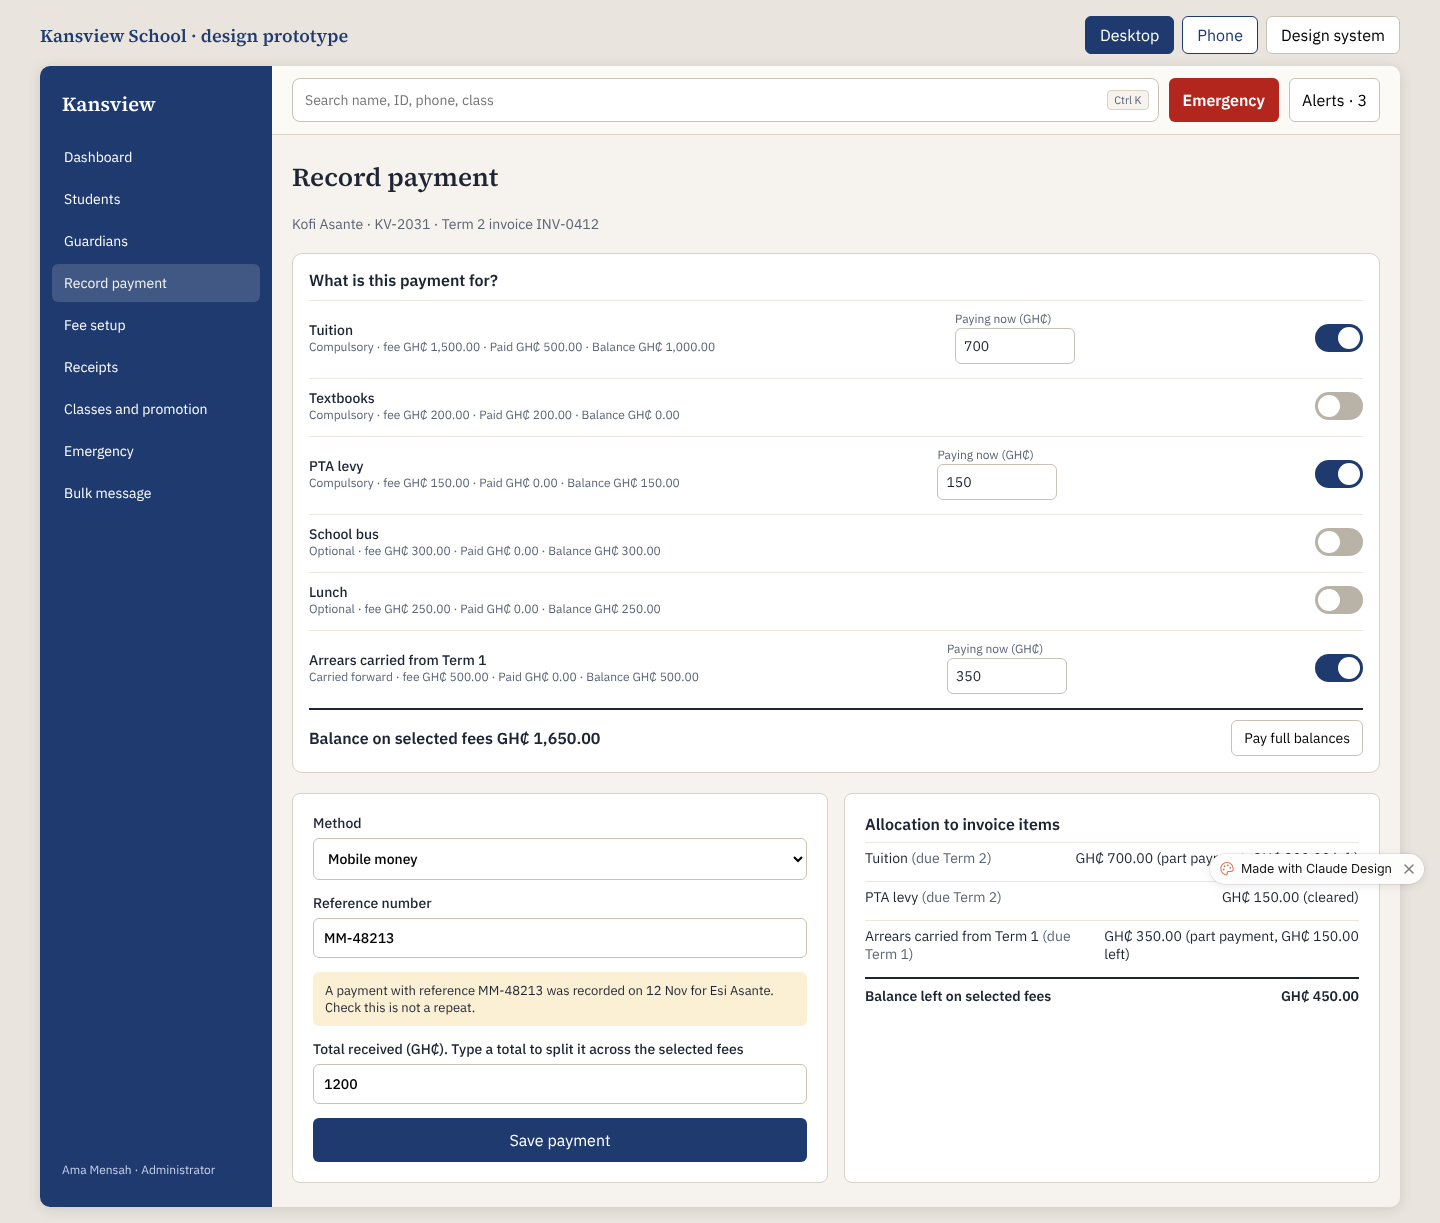 Kansview School · design prototype
Desktop
Phone
Design system
Kansview
Dashboard
Students
Guardians
Record payment
Fee setup
Receipts
Classes and promotion
Emergency
Bulk message
Ama Mensah · Administrator
Search name, ID, phone, class
Ctrl K
Emergency
Alerts · 3
Record payment
Kofi Asante · KV-2031 · Term 2 invoice INV-0412
What is this payment for?
Tuition
Compulsory · fee GH₵ 1,500.00 · Paid GH₵ 500.00 · Balance GH₵ 1,000.00
Paying now (GH₵)
700
Textbooks
Compulsory · fee GH₵ 200.00 · Paid GH₵ 200.00 · Balance GH₵ 0.00
PTA levy
Compulsory · fee GH₵ 150.00 · Paid GH₵ 0.00 · Balance GH₵ 150.00
Paying now (GH₵)
150
School bus
Optional · fee GH₵ 300.00 · Paid GH₵ 0.00 · Balance GH₵ 300.00
Lunch
Optional · fee GH₵ 250.00 · Paid GH₵ 0.00 · Balance GH₵ 250.00
Arrears carried from Term 1
Carried forward · fee GH₵ 500.00 · Paid GH₵ 0.00 · Balance GH₵ 500.00
Paying now (GH₵)
350
Balance on selected fees GH₵ 1,650.00
Pay full balances
Method
Mobile money
Reference number
MM-48213
A payment with reference MM-48213 was recorded on 12 Nov for Esi Asante.
Check this is not a repeat.
Total received (GH₵). Type a total to split it across the selected fees
1200
Save payment
Allocation to invoice items
Tuition (due Term 2)
GH₵ 700.00 (part
Made with Claude Design
PTA levy (due Term 2)
GH₵ 150.00 (cleared)
Arrears carried from Term 1 (due
Term 1)
GH₵ 350.00 (part payment, GH₵ 150.00
left)
Balance left on selected fees
GH₵ 450.00